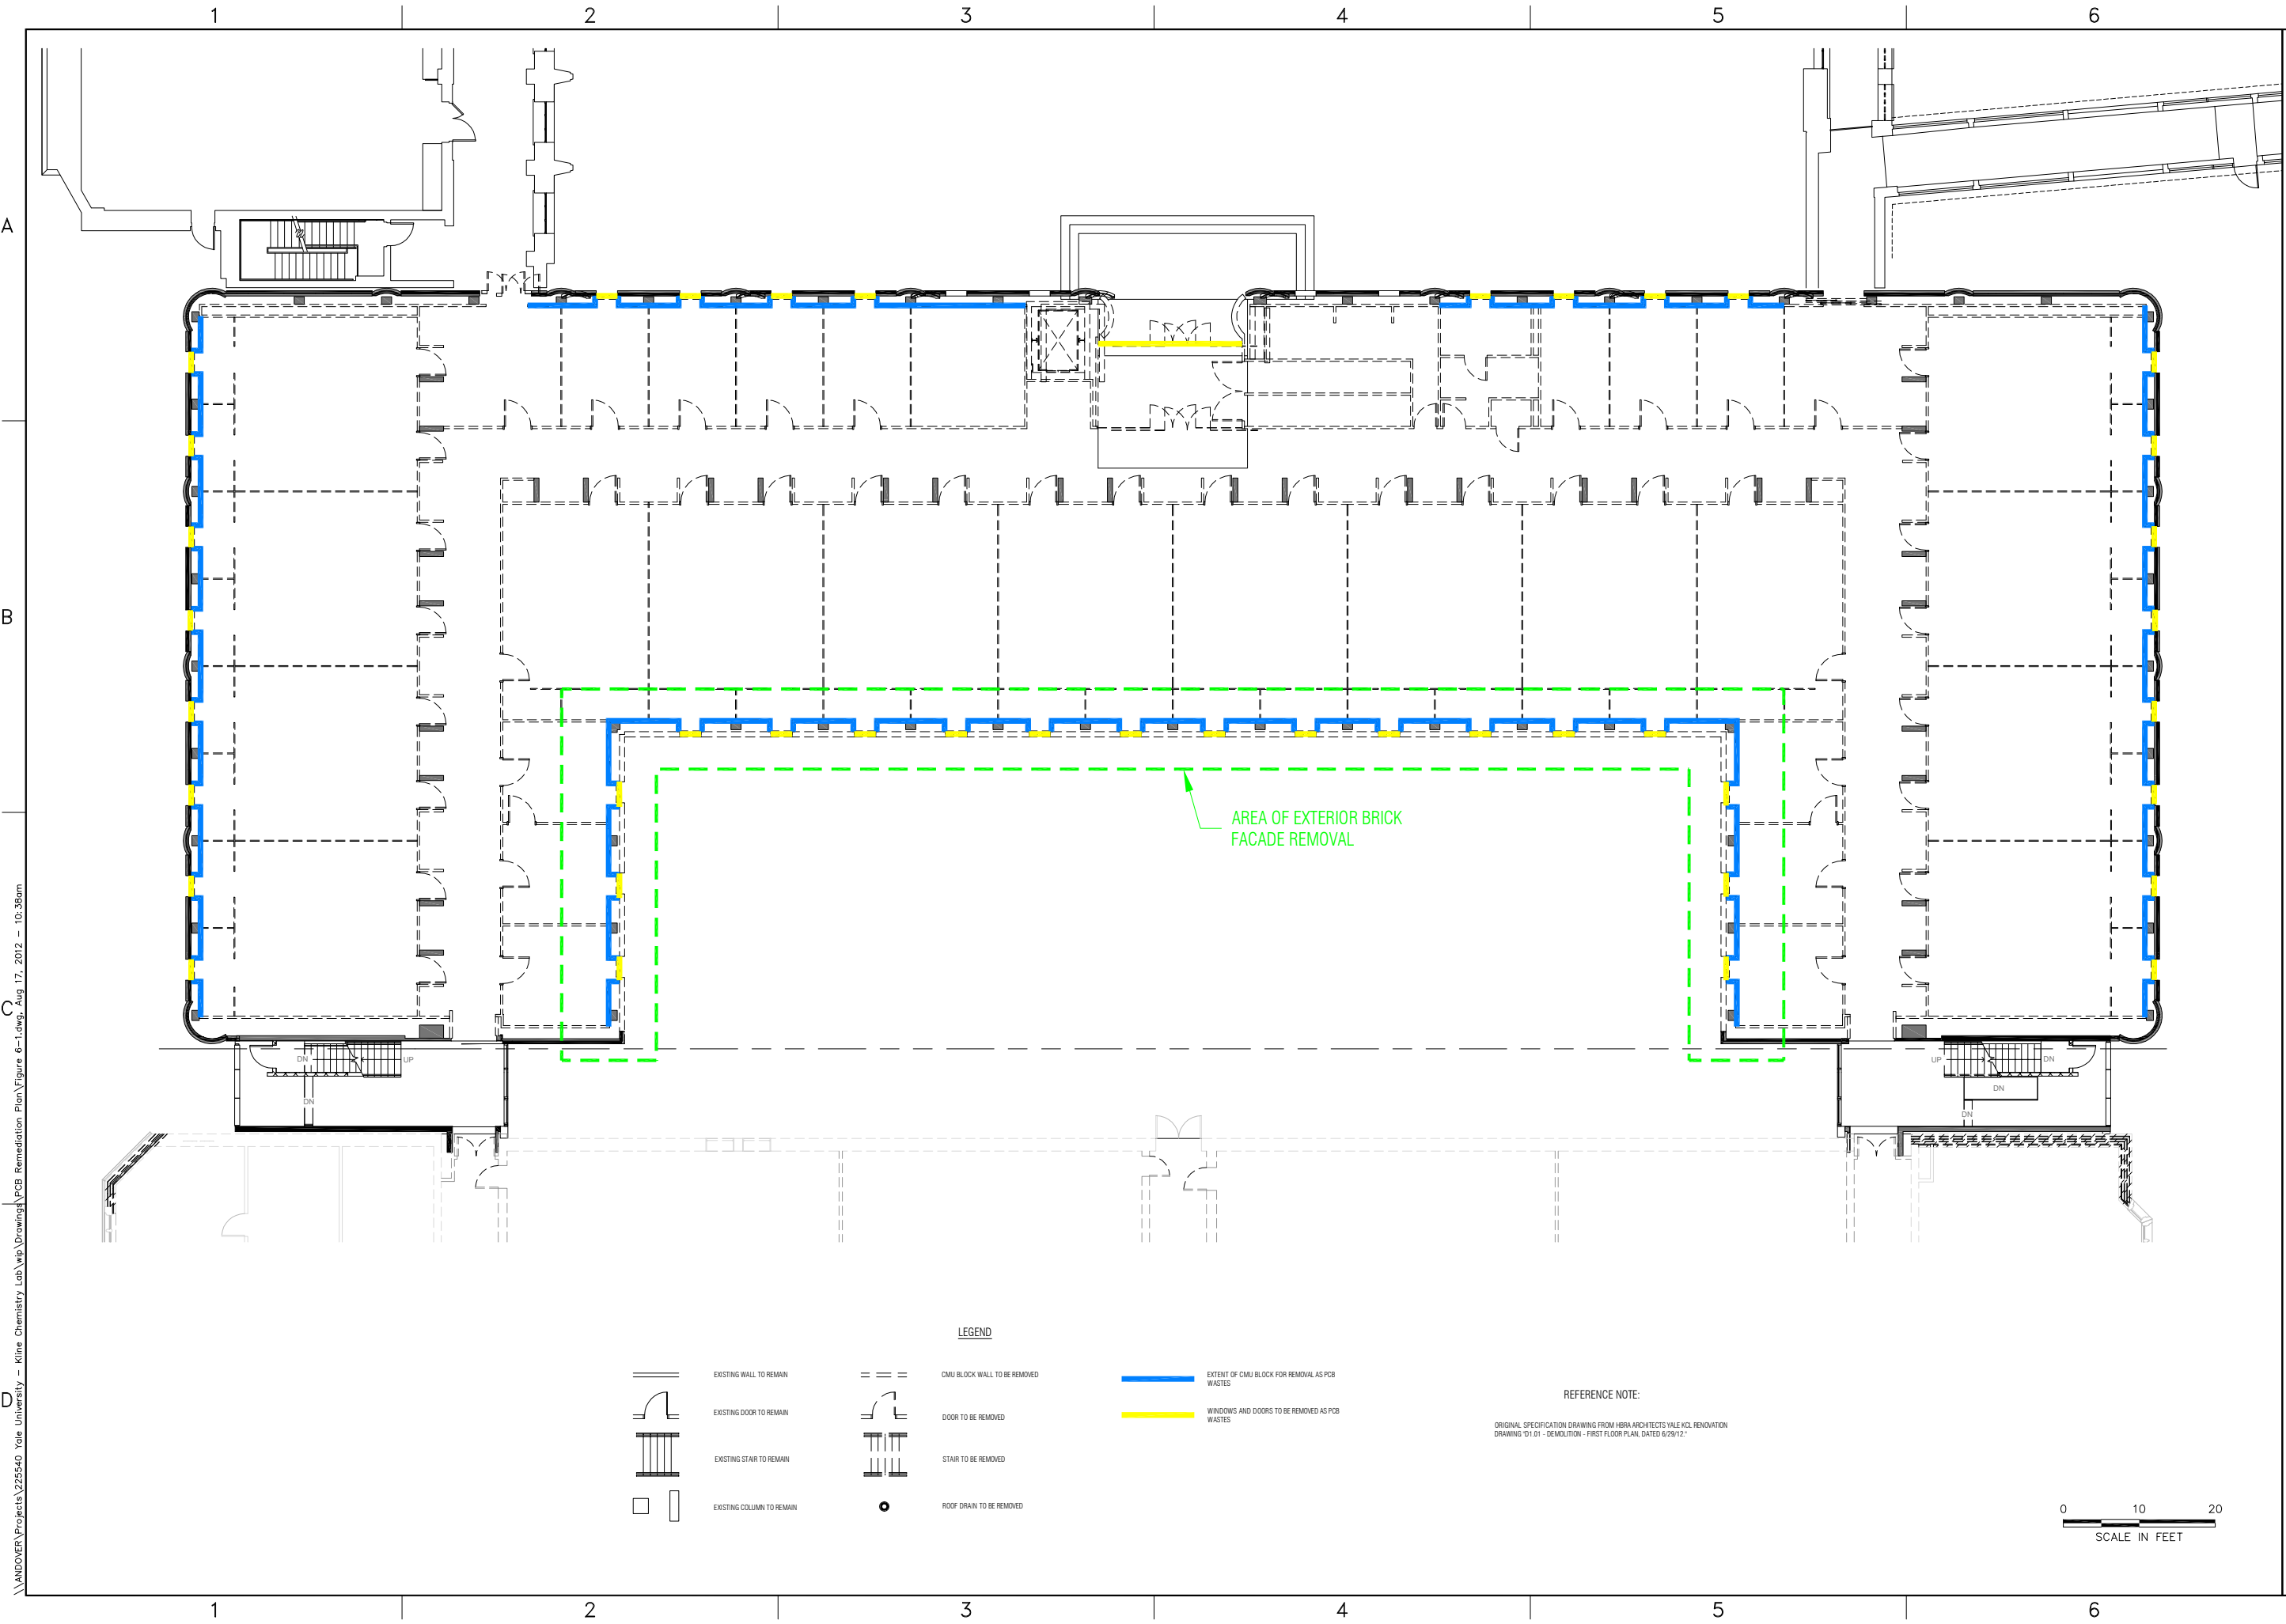 1 2 3 4 5 6
A
B
C
D
AREA OF EXTERIOR BRICK
FACADE REMOVAL
DN
UP
DN
UP
DN
DN
DN
\\ANDOVER\Projects\225540 Yale University - Kline Chemistry Lab\wip\Drawings\PCB Remediation Plan\Figure 6-1.dwg, Aug 17, 2012 - 10:38am
LEGEND
EXISTING WALL TO REMAIN
EXISTING DOOR TO REMAIN
EXISTING STAIR TO REMAIN
EXISTING COLUMN TO REMAIN
CMU BLOCK WALL TO BE REMOVED
DOOR TO BE REMOVED
STAIR TO BE REMOVED
ROOF DRAIN TO BE REMOVED
EXTENT OF CMU BLOCK FOR REMOVAL AS PCB
WASTES
WINDOWS AND DOORS TO BE REMOVED AS PCB
WASTES
REFERENCE NOTE:
ORIGINAL SPECIFICATION DRAWING FROM HBRA ARCHITECTS YALE KCL RENOVATION
DRAWING "D1.01 - DEMOLITION - FIRST FLOOR PLAN, DATED 6/29/12."
0 10 20
SCALE IN FEET
1 2 3 4 5 6